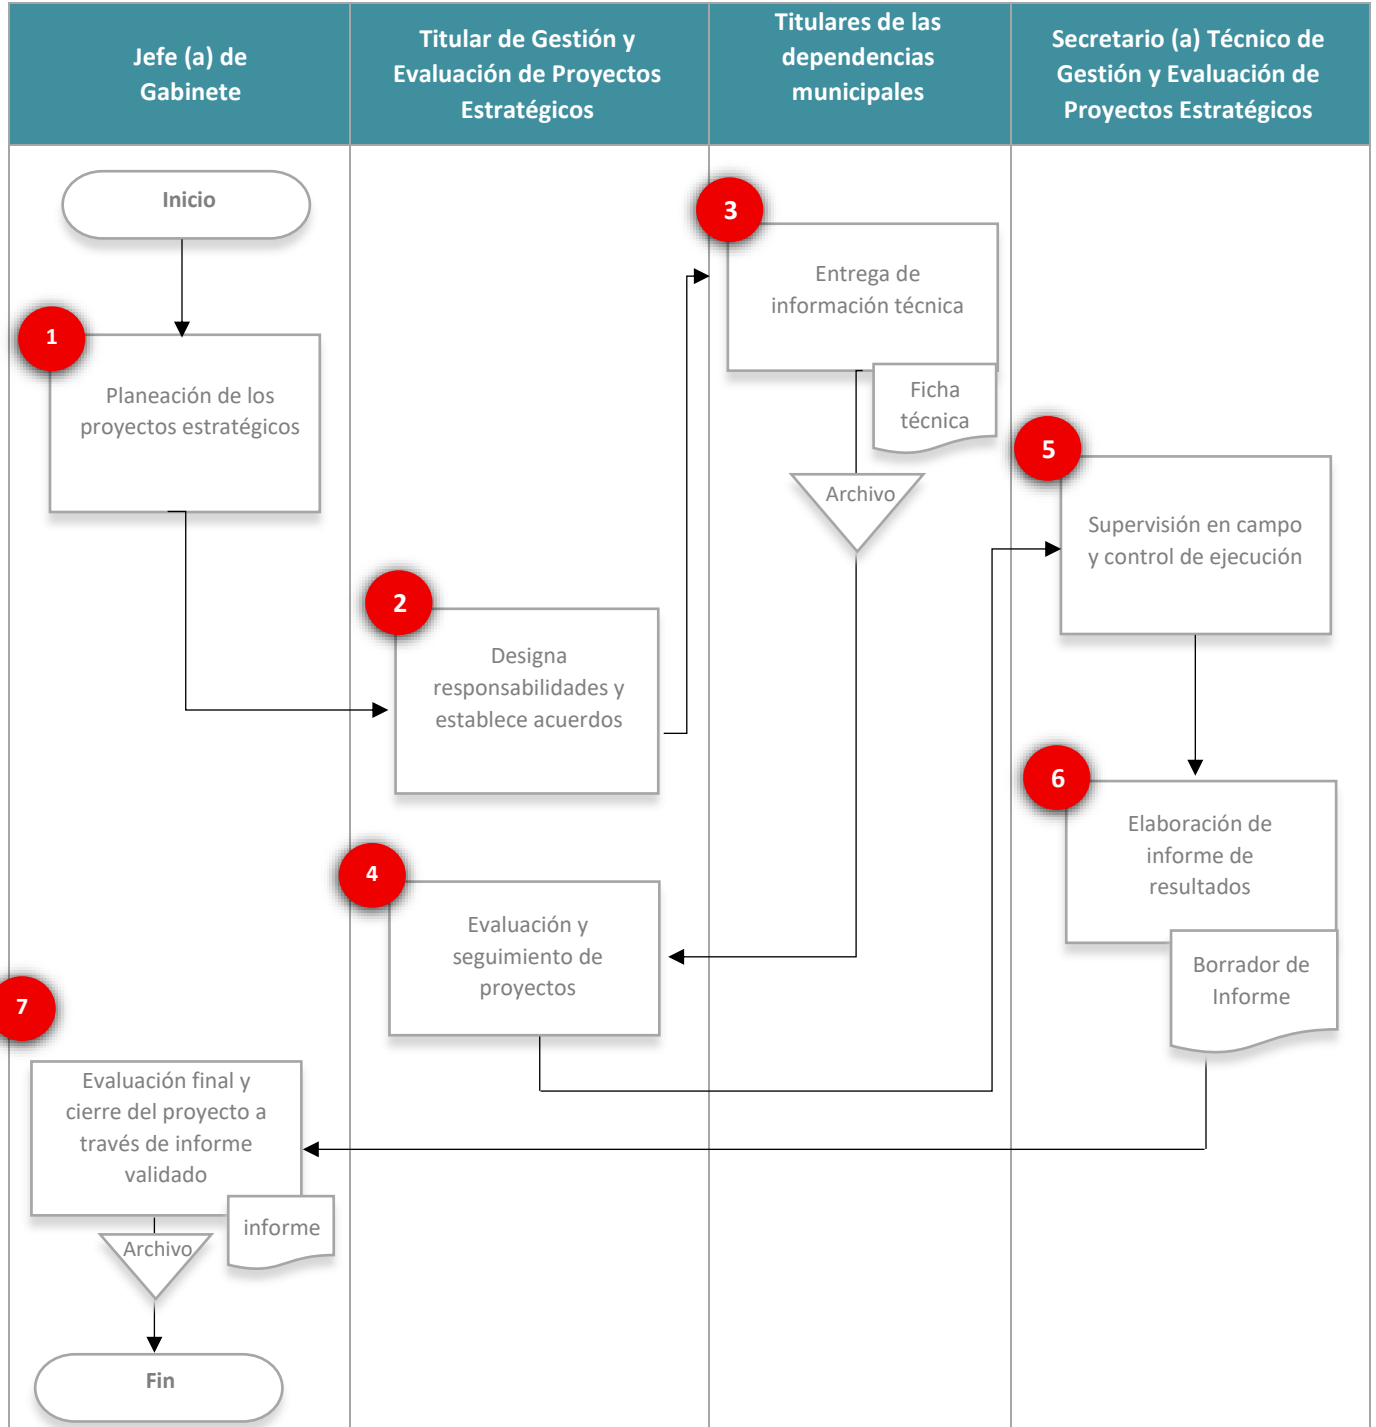 Jefe (a) de
Gabinete
Titular de Gestión y
Evaluación de Proyectos
Estratégicos
Titulares de las
dependencias
municipales
Secretario (a) Técnico de
Gestión y Evaluación de
Proyectos Estratégicos
Inicio
1
Planeación de los
proyectos estratégicos
2
Designa
responsabilidades y
establece acuerdos
3
Entrega de
información técnica
Ficha
técnica
Archivo
4
Evaluación y
seguimiento de
proyectos
5
Supervisión en campo
y control de ejecución
6
Elaboración de
informe de
resultados
Borrador de
Informe
7
Evaluación final y
cierre del proyecto a
través de informe
validado
informe
Archivo
Fin